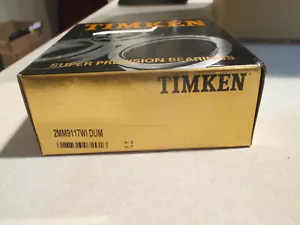 TIMKEN
SUPER PRECISION BEARINGS
TIMKEN
2MM9117WI DUM